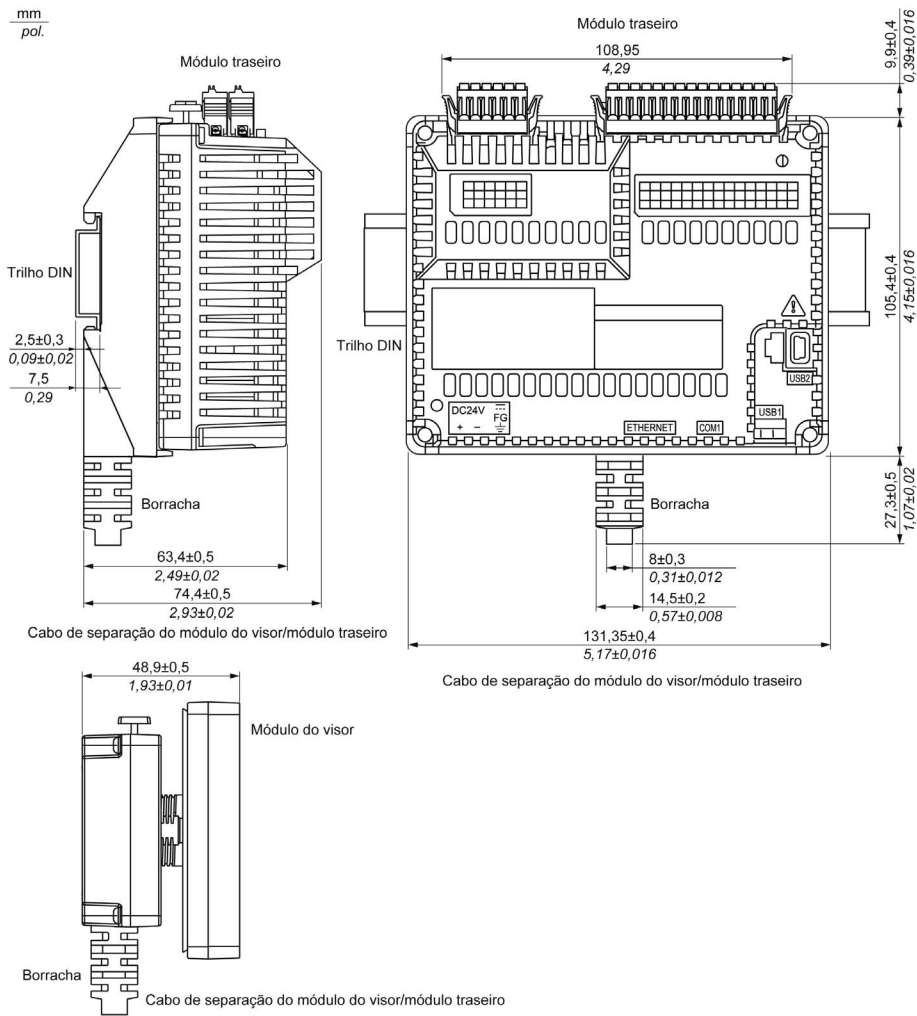 mm
pol.
Módulo traseiro
Módulo traseiro
108,95
4,29
9,9±0,4
0,39±0,016
Trilho DIN
2,5±0,3
0,09±0,02
7,5
0,29
Trilho DIN
105,4±0,4
4,15±0,016
USB2
USB1
DC24V
FG
+ −
ETHERNET
COM1
Borracha
Borracha
27,3±0,5
1,07±0,02
63,4±0,5
2,49±0,02
74,4±0,5
2,93±0,02
8±0,3
0,31±0,012
14,5±0,2
0,57±0,008
131,35±0,4
5,17±0,016
Cabo de separação do módulo do visor/módulo traseiro
Cabo de separação do módulo do visor/módulo traseiro
48,9±0,5
1,93±0,01
Módulo do visor
Borracha
Cabo de separação do módulo do visor/módulo traseiro